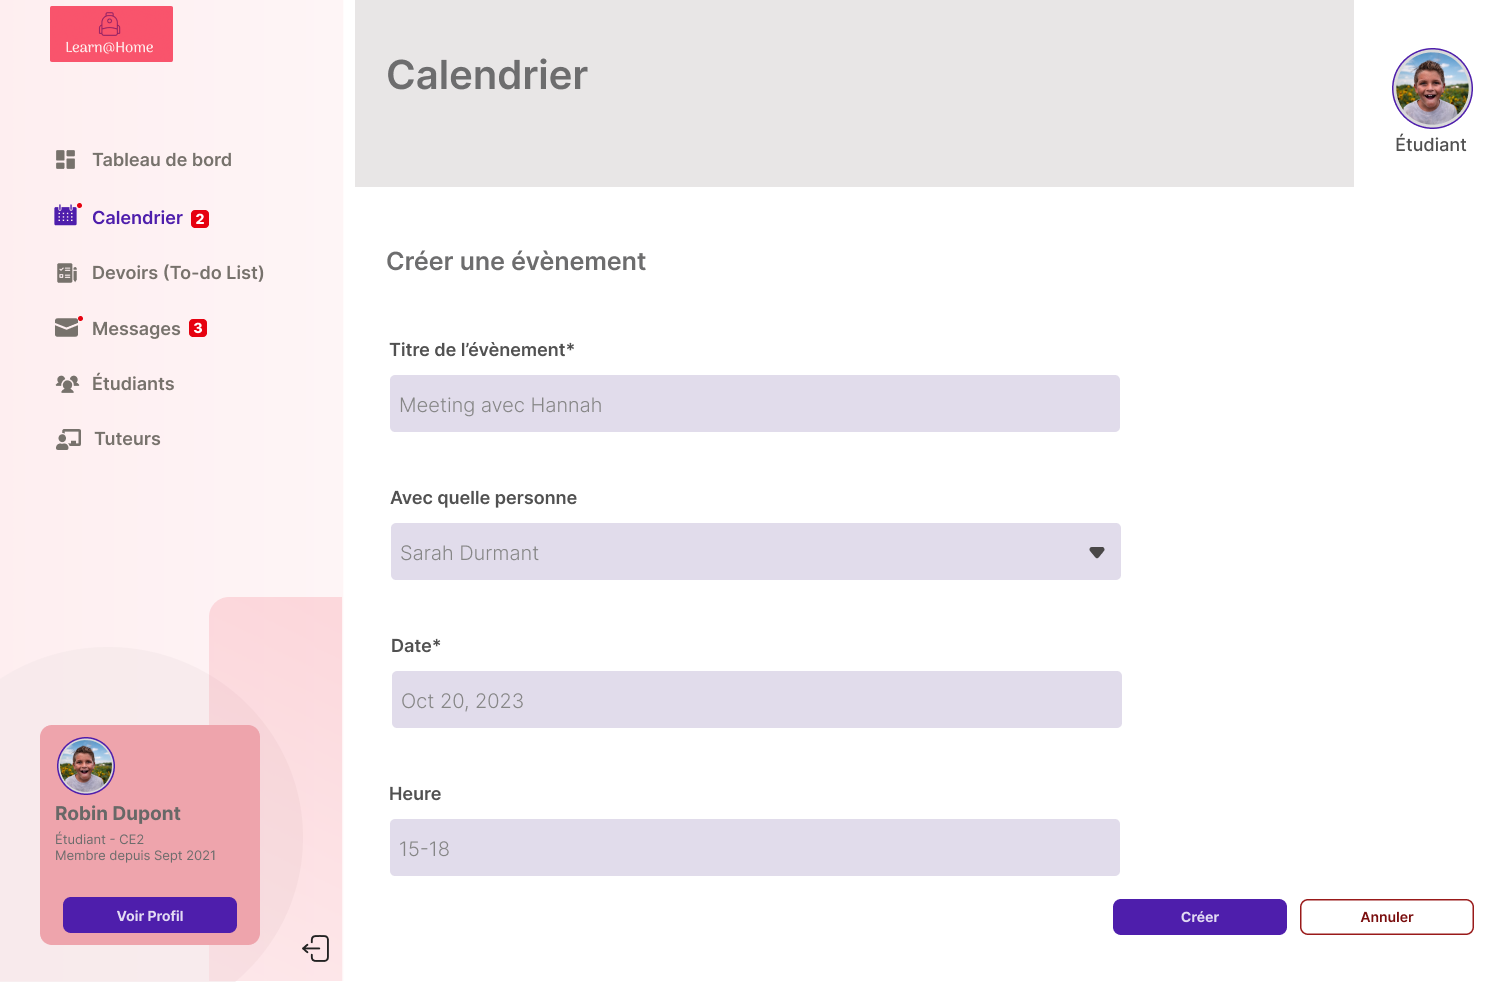 Learn@Home
Tableau de bord
Calendrier 2
Devoirs (To-do List)
Messages 3
Étudiants
Tuteurs
Robin Dupont
Étudiant - CE2
Membre depuis Sept 2021
Voir Profil
Calendrier
Étudiant
Créer une évènement
Titre de l’évènement*
Meeting avec Hannah
Avec quelle personne
Sarah Durmant
Date*
Oct 20, 2023
Heure
15-18
Créer
Annuler